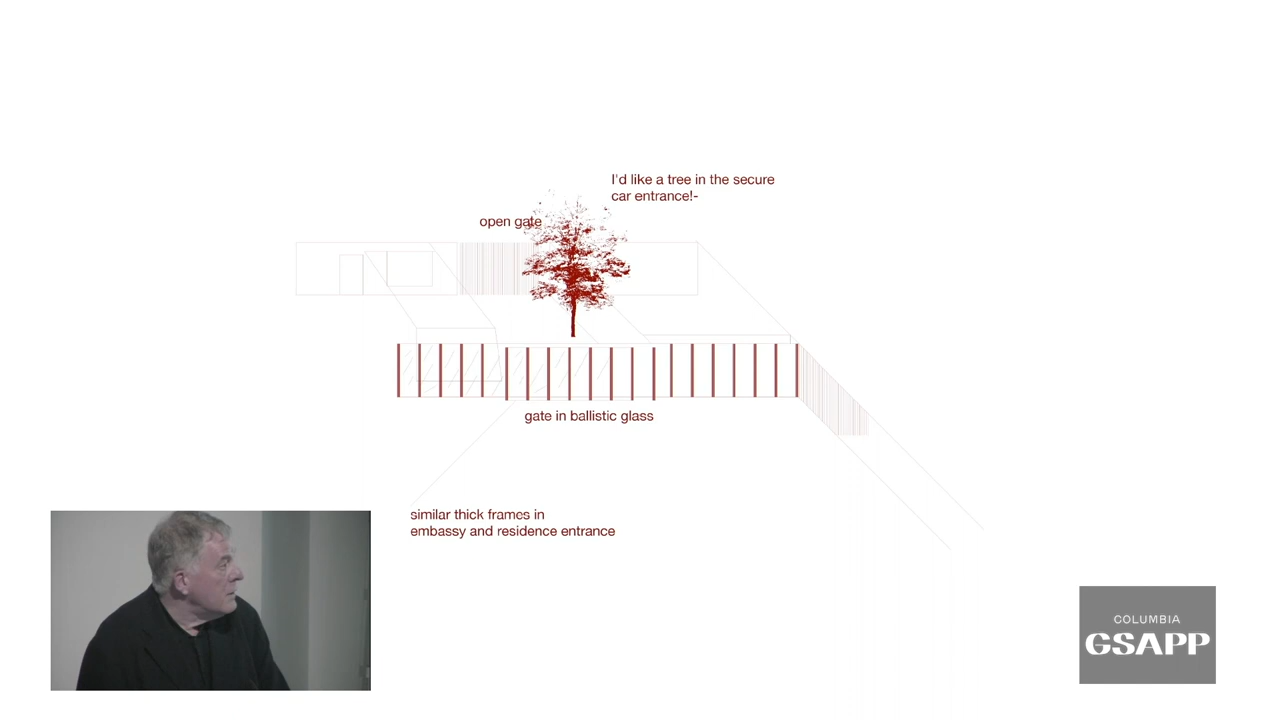 I'd like a tree in the secure
car entrance!-
open gate
gate in ballistic glass
similar thick frames in
embassy and residence entrance
COLUMBIA
GSAPP